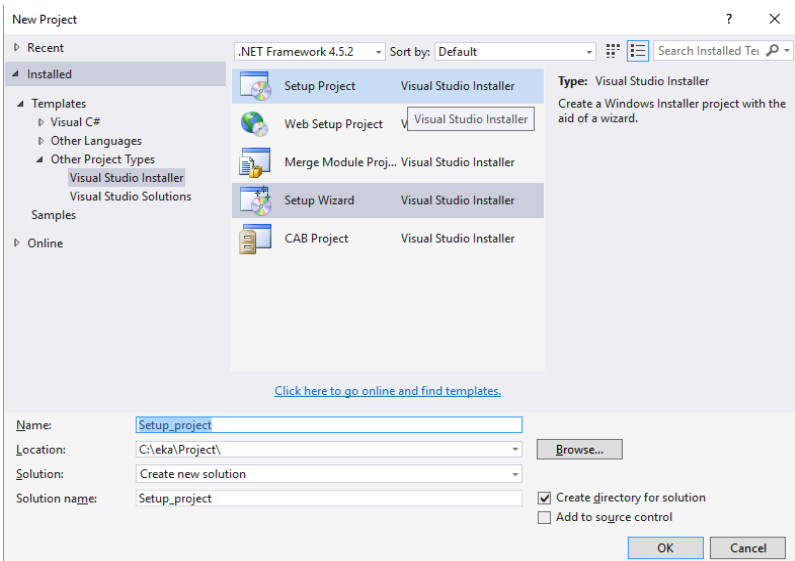 New Project ? ×
Recent
Installed
Templates
Visual C#
Other Languages
Other Project Types
Visual Studio Installer
Visual Studio Solutions
Samples
Online
.NET Framework 4.5.2 Sort by: Default
Search Installed Te
Setup Project Visual Studio Installer
Web Setup Project V
Visual Studio Installer
Merge Module Proj... Visual Studio Installer
Setup Wizard Visual Studio Installer
CAB Project Visual Studio Installer
Type: Visual Studio Installer
Create a Windows Installer project with the
aid of a wizard.
Click here to go online and find templates.
Name: Setup_project
Location: C:\eka\Project\
Browse...
Solution: Create new solution
Solution name: Setup_project
Create directory for solution
Add to source control
OK Cancel